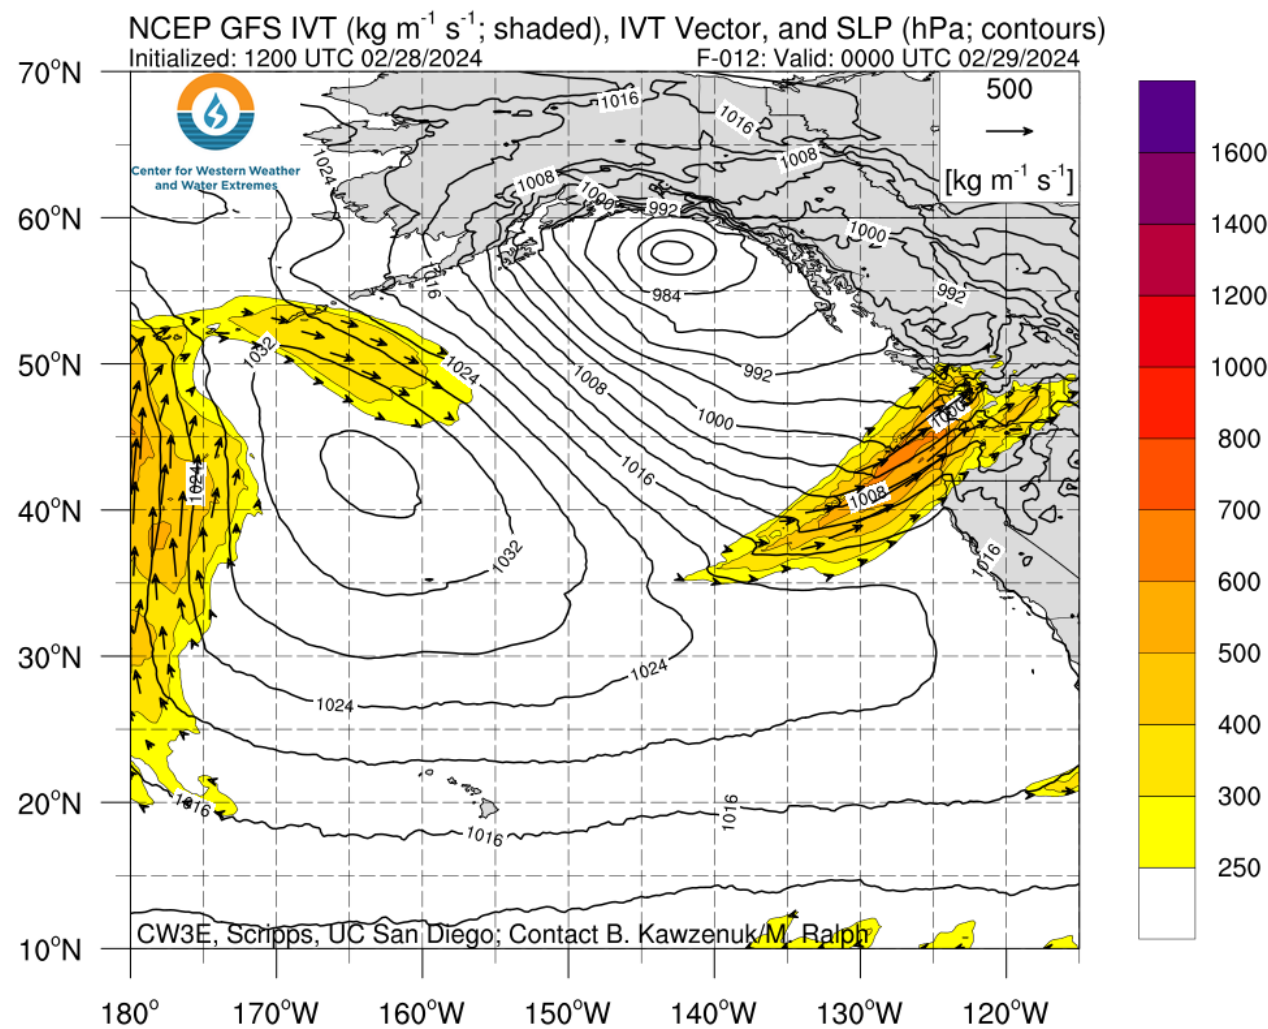 NCEP GFS IVT (kg m⁻¹ s⁻¹; shaded), IVT Vector, and SLP (hPa; contours)
Initialized: 1200 UTC 02/28/2024
F-012: Valid: 0000 UTC 02/29/2024
Center for Western Weather
and Water Extremes
500
[kg m⁻¹ s⁻¹]
70°N
60°N
50°N
40°N
30°N
20°N
10°N
1016
1016
1024
1008
1008
1000
992
1000
1016
984
992
1032
1024
1008
992
1000
1000
1016
1024
1008
1032
1016
1024
1024
1016
1016
1016
CW3E, Scripps, UC San Diego; Contact B. Kawzenuk/M. Ralph
180°
170°W
160°W
150°W
140°W
130°W
120°W
1600
1400
1200
1000
800
700
600
500
400
300
250